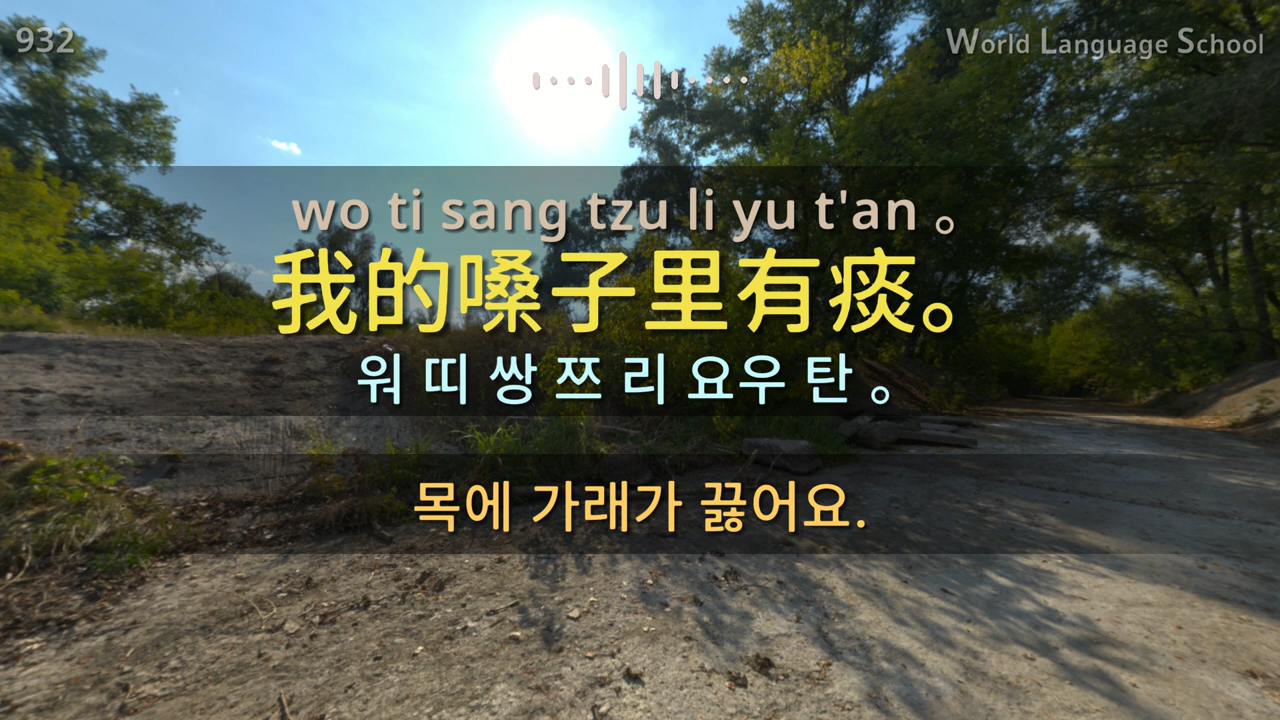 932
World Language School
wo ti sang tzu li yu t'an 。
我的嗓子里有痰。
워 띠 쌍 쯔 리 요우 탄 。
목에 가래가 끓어요.